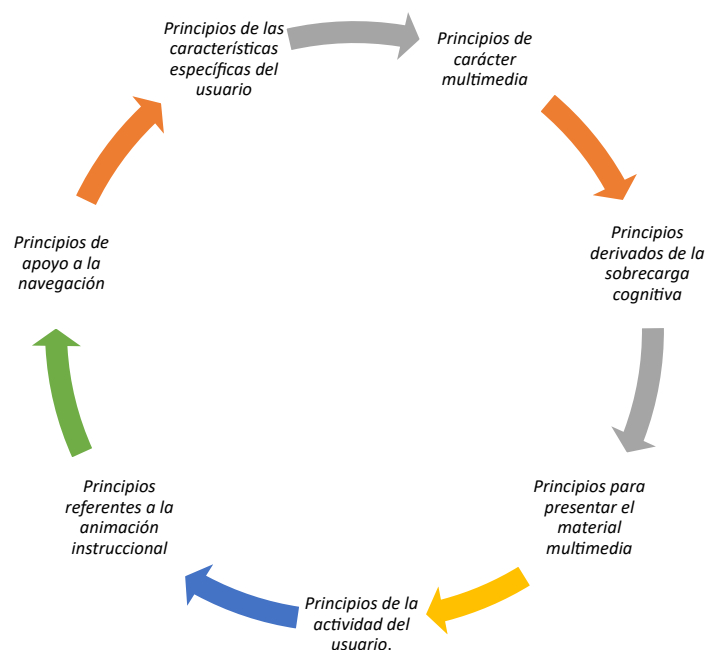 Principios de las
características
específicas del
usuario
Principios de
carácter
multimedia
Principios
derivados de la
sobrecarga
cognitiva
Principios para
presentar el
material
multimedia
Principios de la
actividad del
usuario.
Principios
referentes a la
animación
instruccional
Principios de
apoyo a la
navegación